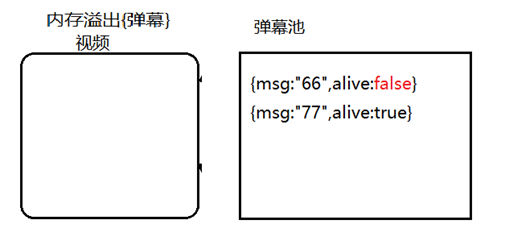 内存溢出{弹幕}
视频
弹幕池
{msg:"66",alive:false}
{msg:"77",alive:true}